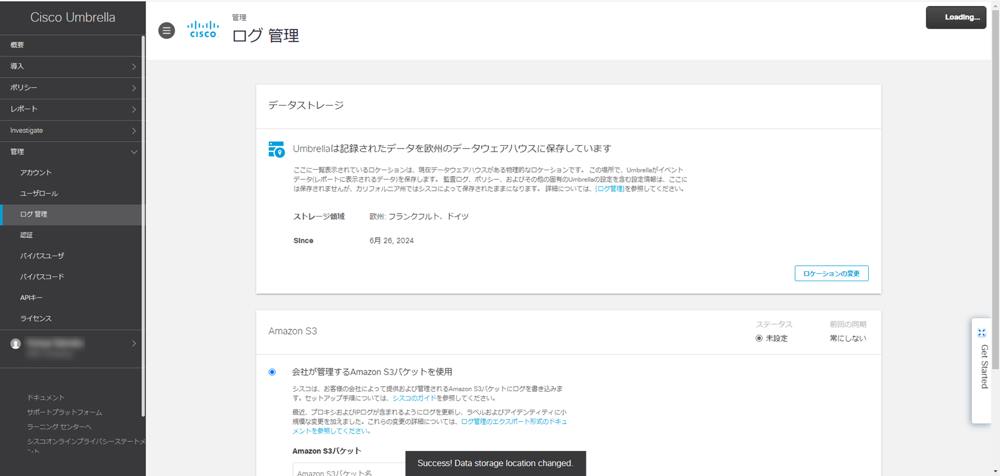 Cisco Umbrella
概要
導入
ポリシー
レポート
Investigate
管理
アカウント
ユーザロール
ログ 管理
認証
バイパスユーザ
バイパスコード
APIキー
ライセンス
ドキュメント
サポートプラットフォーム
ラーニング センターへ
シスコオンラインプライバシーステートメ
ント
CISCO
管理
ログ 管理
Loading...
データストレージ
Umbrellaは記録されたデータを欧州のデータウェアハウスに保存しています
ここに一覧表示されているロケーションは、現在データウェアハウスがある物理的なロケーションです。 この場所で、Umbrellaがイベント
データ(レポートに表示されるデータ)を保存します。 監査ログ、ポリシー、およびその他の固有のUmbrellaの設定を含む設定情報は、ここに
は保存されませんが、カリフォルニア州ではシスコによって保存されたままになります。 詳細については、[ログ管理]を参照してください。
ストレージ領域 欧州: フランクフルト、ドイツ
Since 6月 26, 2024
ロケーションの変更
Amazon S3
ステータス 前回の同期
未設定 常にしない
会社が管理するAmazon S3バケットを使用
シスコは、お客様の会社によって提供および管理されるAmazon S3バケットにログを書き込みま
す。セットアップ手順については、シスコのガイドを参照してください。
最近、プロキシおよびIPログが含まれるようにログを更新し、ラベルおよびアイデンティティに小
規模な変更を加えました。これらの変更の詳細については、ログ管理のエクスポート形式のドキュ
メントを参照してください。
Amazon S3バケット
Amazon S3バケット名
Success! Data storage location changed.
Get Started